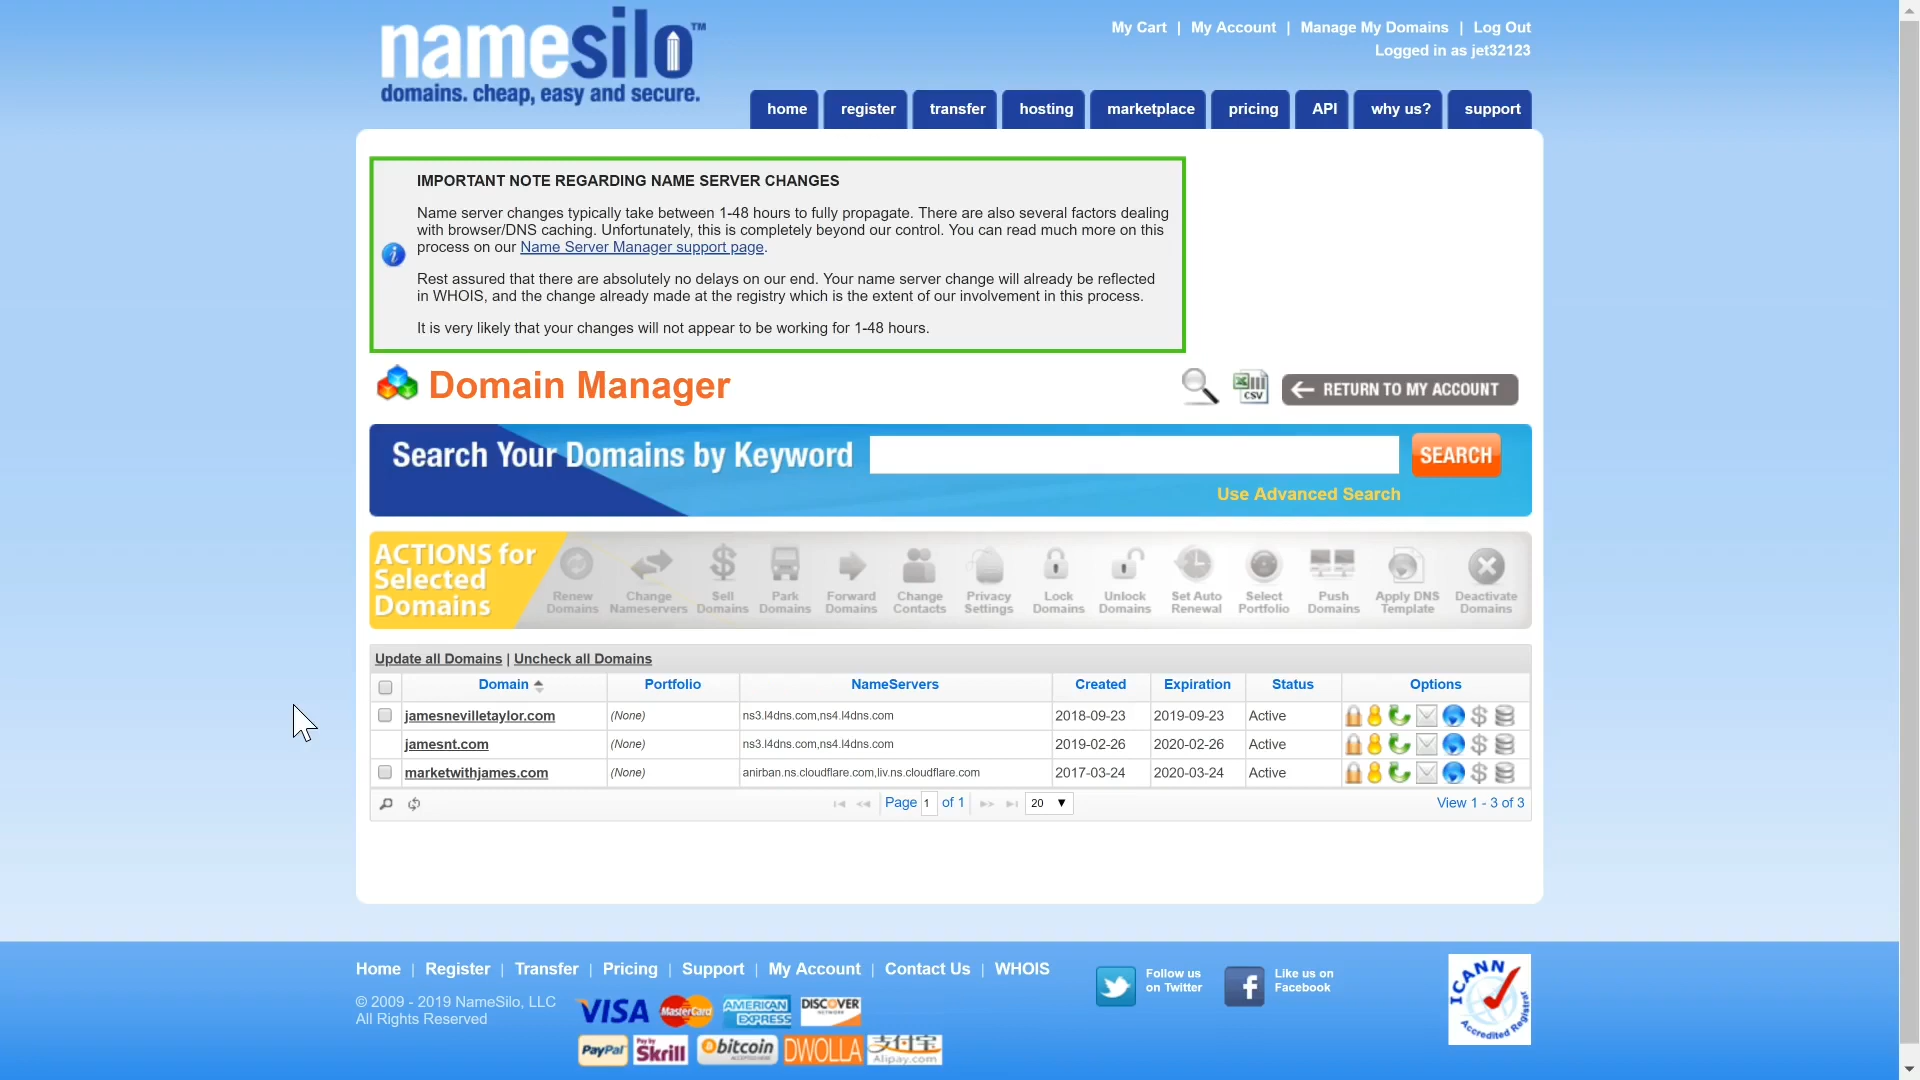 namesilo™
domains. cheap, easy and secure.
My Cart | My Account | Manage My Domains | Log Out
Logged in as jet32123
home register transfer hosting marketplace pricing API why us? support
IMPORTANT NOTE REGARDING NAME SERVER CHANGES
Name server changes typically take between 1-48 hours to fully propagate. There are also several factors dealing
with browser/DNS caching. Unfortunately, this is completely beyond our control. You can read much more on this
process on our Name Server Manager support page.
Rest assured that there are absolutely no delays on our end. Your name server change will already be reflected
in WHOIS, and the change already made at the registry which is the extent of our involvement in this process.
It is very likely that your changes will not appear to be working for 1-48 hours.
Domain Manager
CSV
RETURN TO MY ACCOUNT
Search Your Domains by Keyword
SEARCH
Use Advanced Search
ACTIONS for
Selected
Domains
Renew
Domains
Change
Nameservers
Sell
Domains
Park
Domains
Forward
Domains
Change
Contacts
Privacy
Settings
Lock
Domains
Unlock
Domains
Set Auto
Renewal
Select
Portfolio
Push
Domains
Apply DNS
Template
Deactivate
Domains
Update all Domains | Uncheck all Domains
Domain Portfolio NameServers Created Expiration Status Options
jamesnevilletaylor.com (None) ns3.l4dns.com,ns4.l4dns.com 2018-09-23 2019-09-23 Active
jamesnt.com (None) ns3.l4dns.com,ns4.l4dns.com 2019-02-26 2020-02-26 Active
marketwithjames.com (None) anirban.ns.cloudflare.com,liv.ns.cloudflare.com 2017-03-24 2020-03-24 Active
Page 1 of 1 20 View 1 - 3 of 3
Home | Register | Transfer | Pricing | Support | My Account | Contact Us | WHOIS
© 2009 - 2019 NameSilo, LLC
All Rights Reserved
VISA MasterCard AMERICAN EXPRESS DISCOVER NETWORK
PayPal Pay by Skrill bitcoin ACCEPTED HERE DWOLLA 支付宝 Alipay.com
Follow us
on Twitter
Like us on
Facebook
ICANN
Accredited Registrar